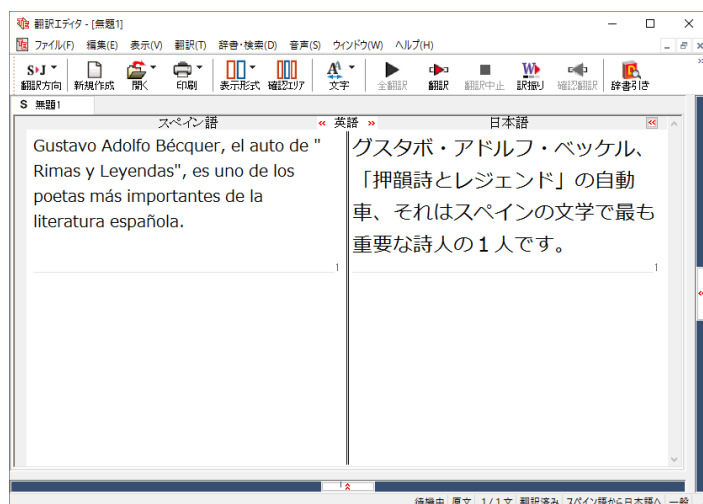 翻訳エディタ - [無題1]
ファイル(F) 編集(E) 表示(V) 翻訳(T) 辞書・検索(D) 音声(S) ウィンドウ(W) ヘルプ(H)
S›J
翻訳方向 新規作成 開く 印刷 表示形式 確認エリア 文字 全翻訳 翻訳 翻訳中止 訳振り 確認翻訳 辞書引き
S 無題1
スペイン語 « 英語 » 日本語 «
Gustavo Adolfo Bécquer, el auto de "
Rimas y Leyendas", es uno de los
poetas más importantes de la
literatura española.
1
グスタボ・アドルフ・ベッケル、
「押韻詩とレジェンド」の自動
車、それはスペインの文学で最も
重要な詩人の１人です。
1
待機中 原文 1/1文 翻訳済み スペイン語から日本語へ 一般